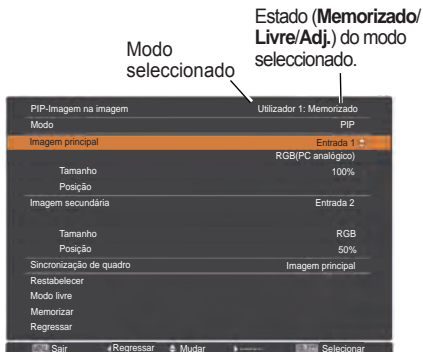 Estado (Memorizado/
Livre/Adj.) do modo
seleccionado.
Modo
seleccionado
PIP-Imagem na imagem Utilizador 1: Memorizado
Modo PIP
Imagem principal Entrada 1
RGB(PC analógico)
Tamanho 100%
Posição
Imagem secundária Entrada 2
Tamanho RGB
Posição 50%
Sincronização de quadro Imagem principal
Restabelecer
Modo livre
Memorizar
Regressar
Sair Regressar Mudar Selecionar